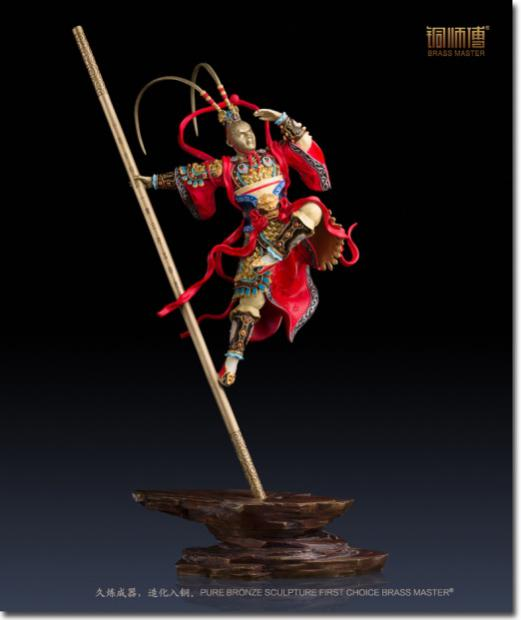 铜师傅®
BRASS MASTER
久炼成器，造化入铜。PURE BRONZE SCULPTURE FIRST CHOICE BRASS MASTER®